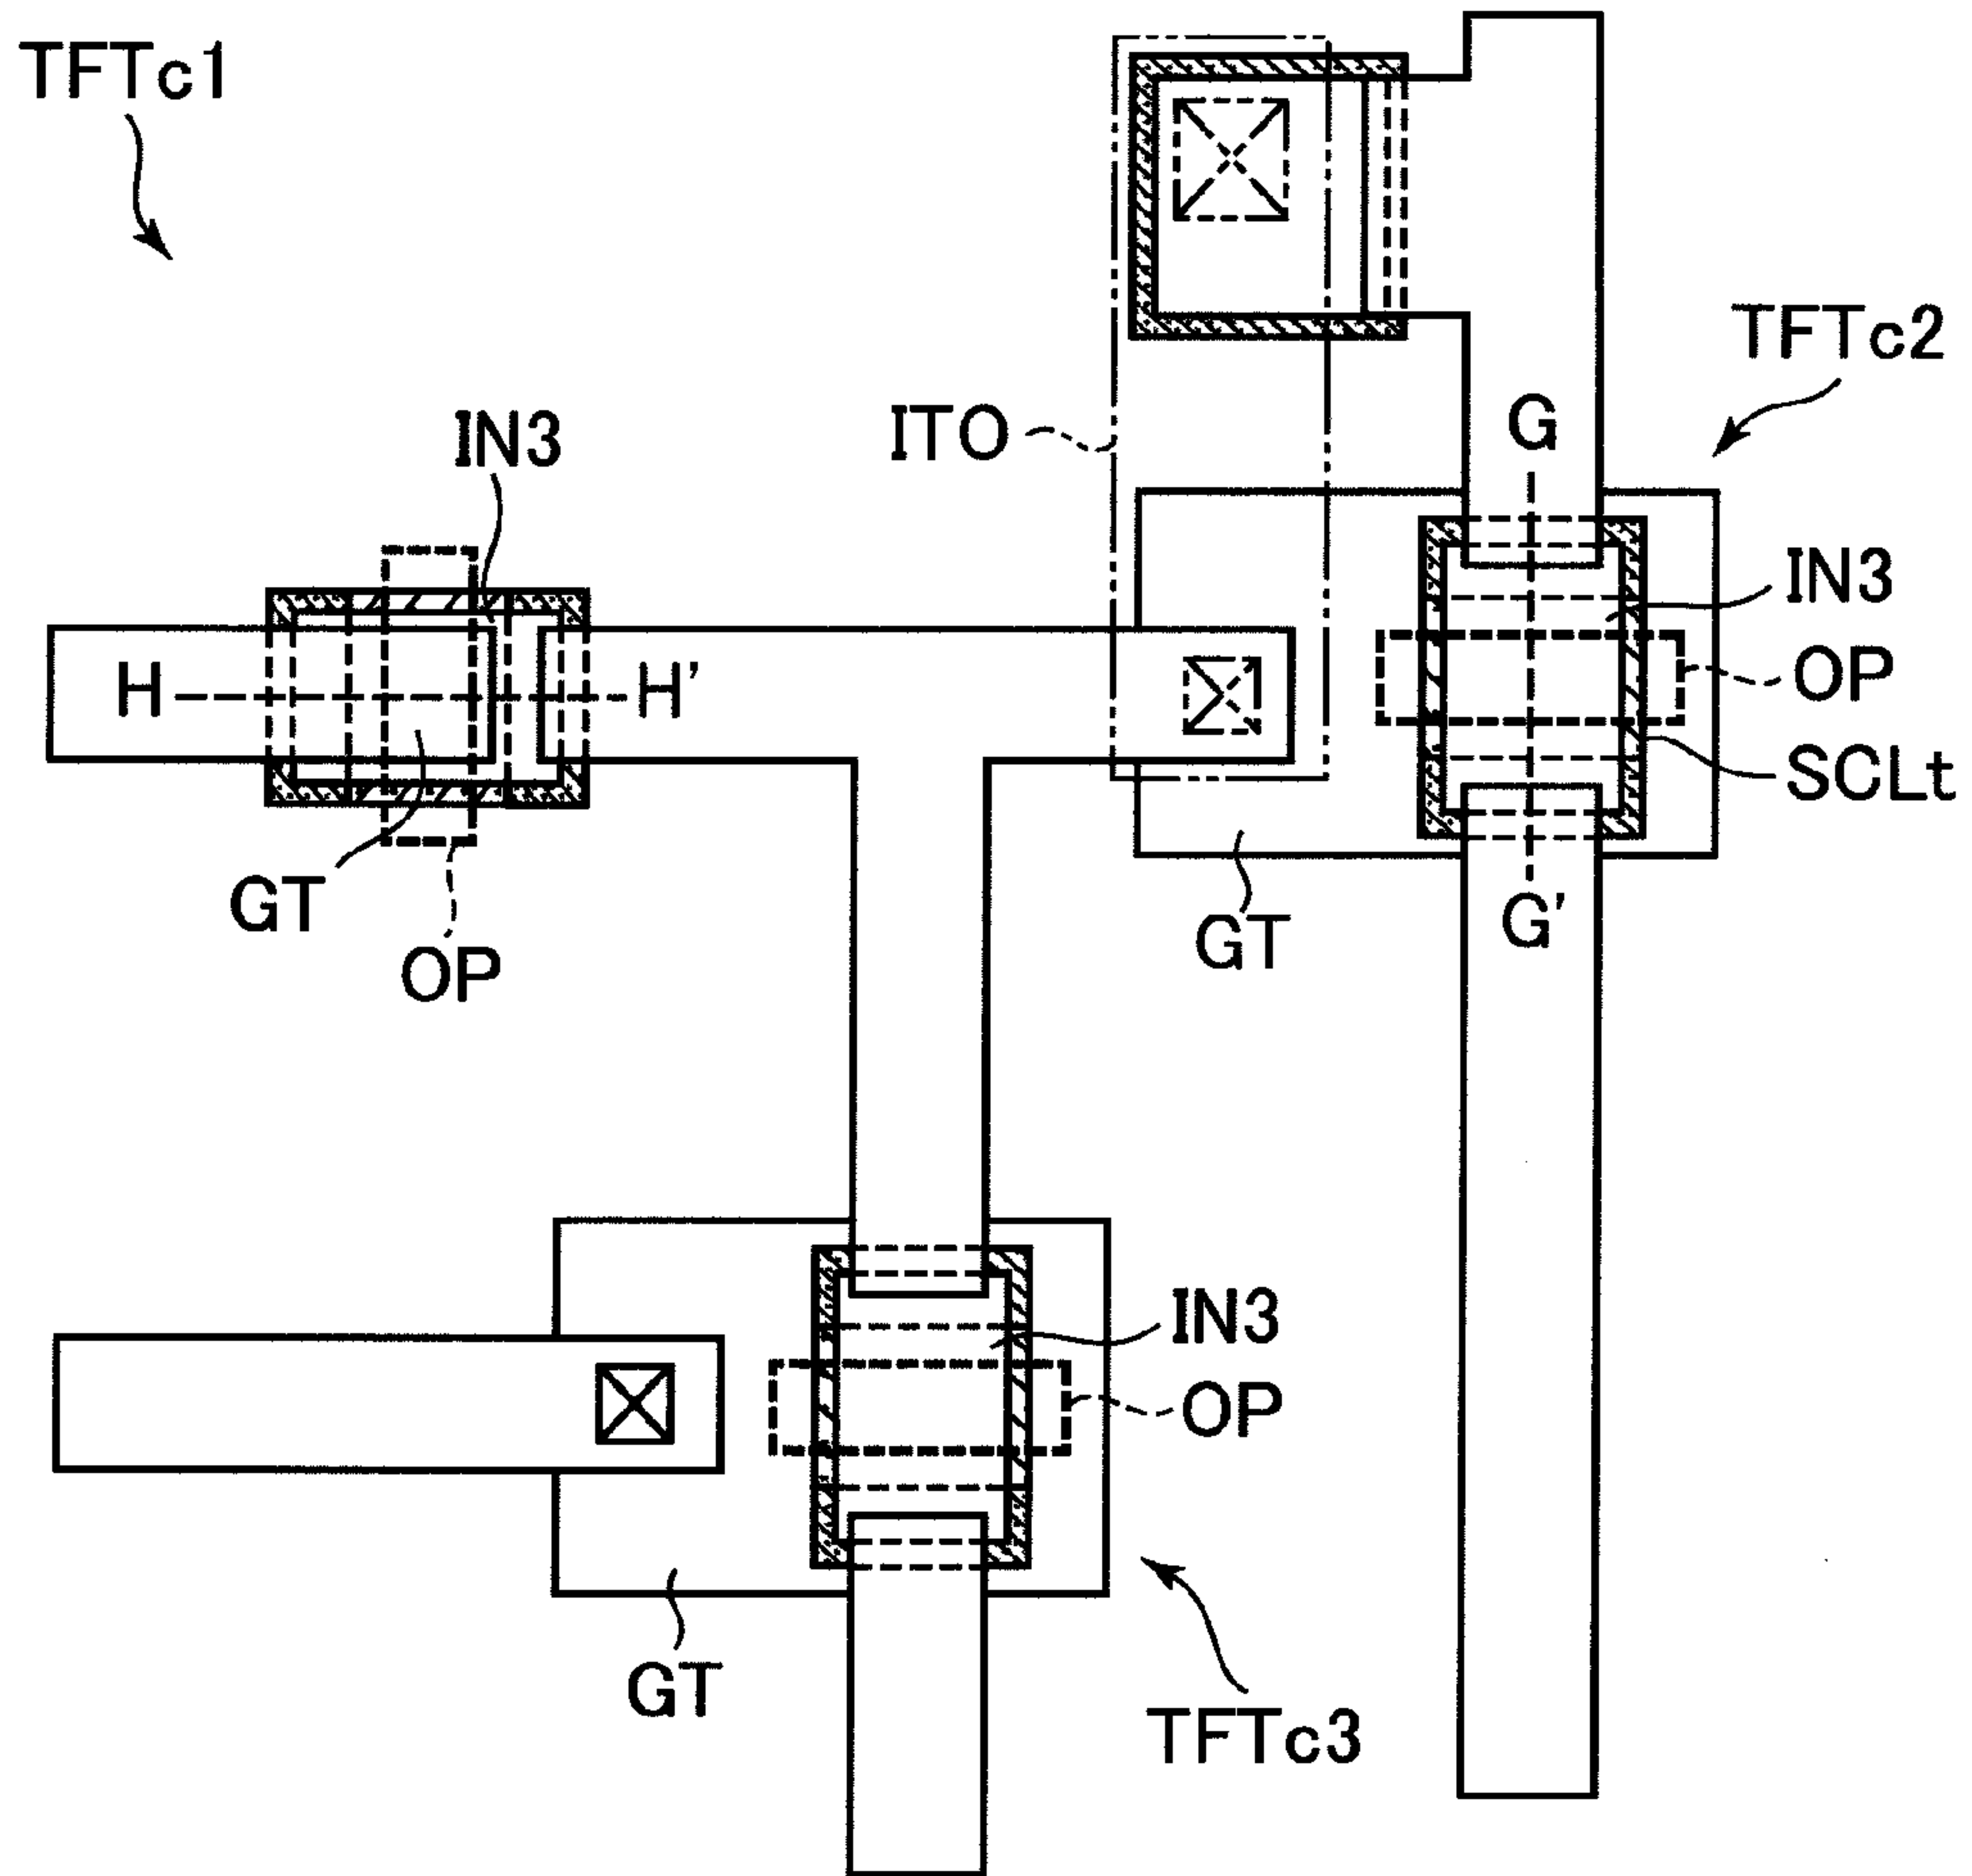 TFTc1
TFTc2
IN3
ITO
G
IN3
H
H'
OP
SCLt
GT
OP
GT
G'
IN3
OP
GT
TFTc3